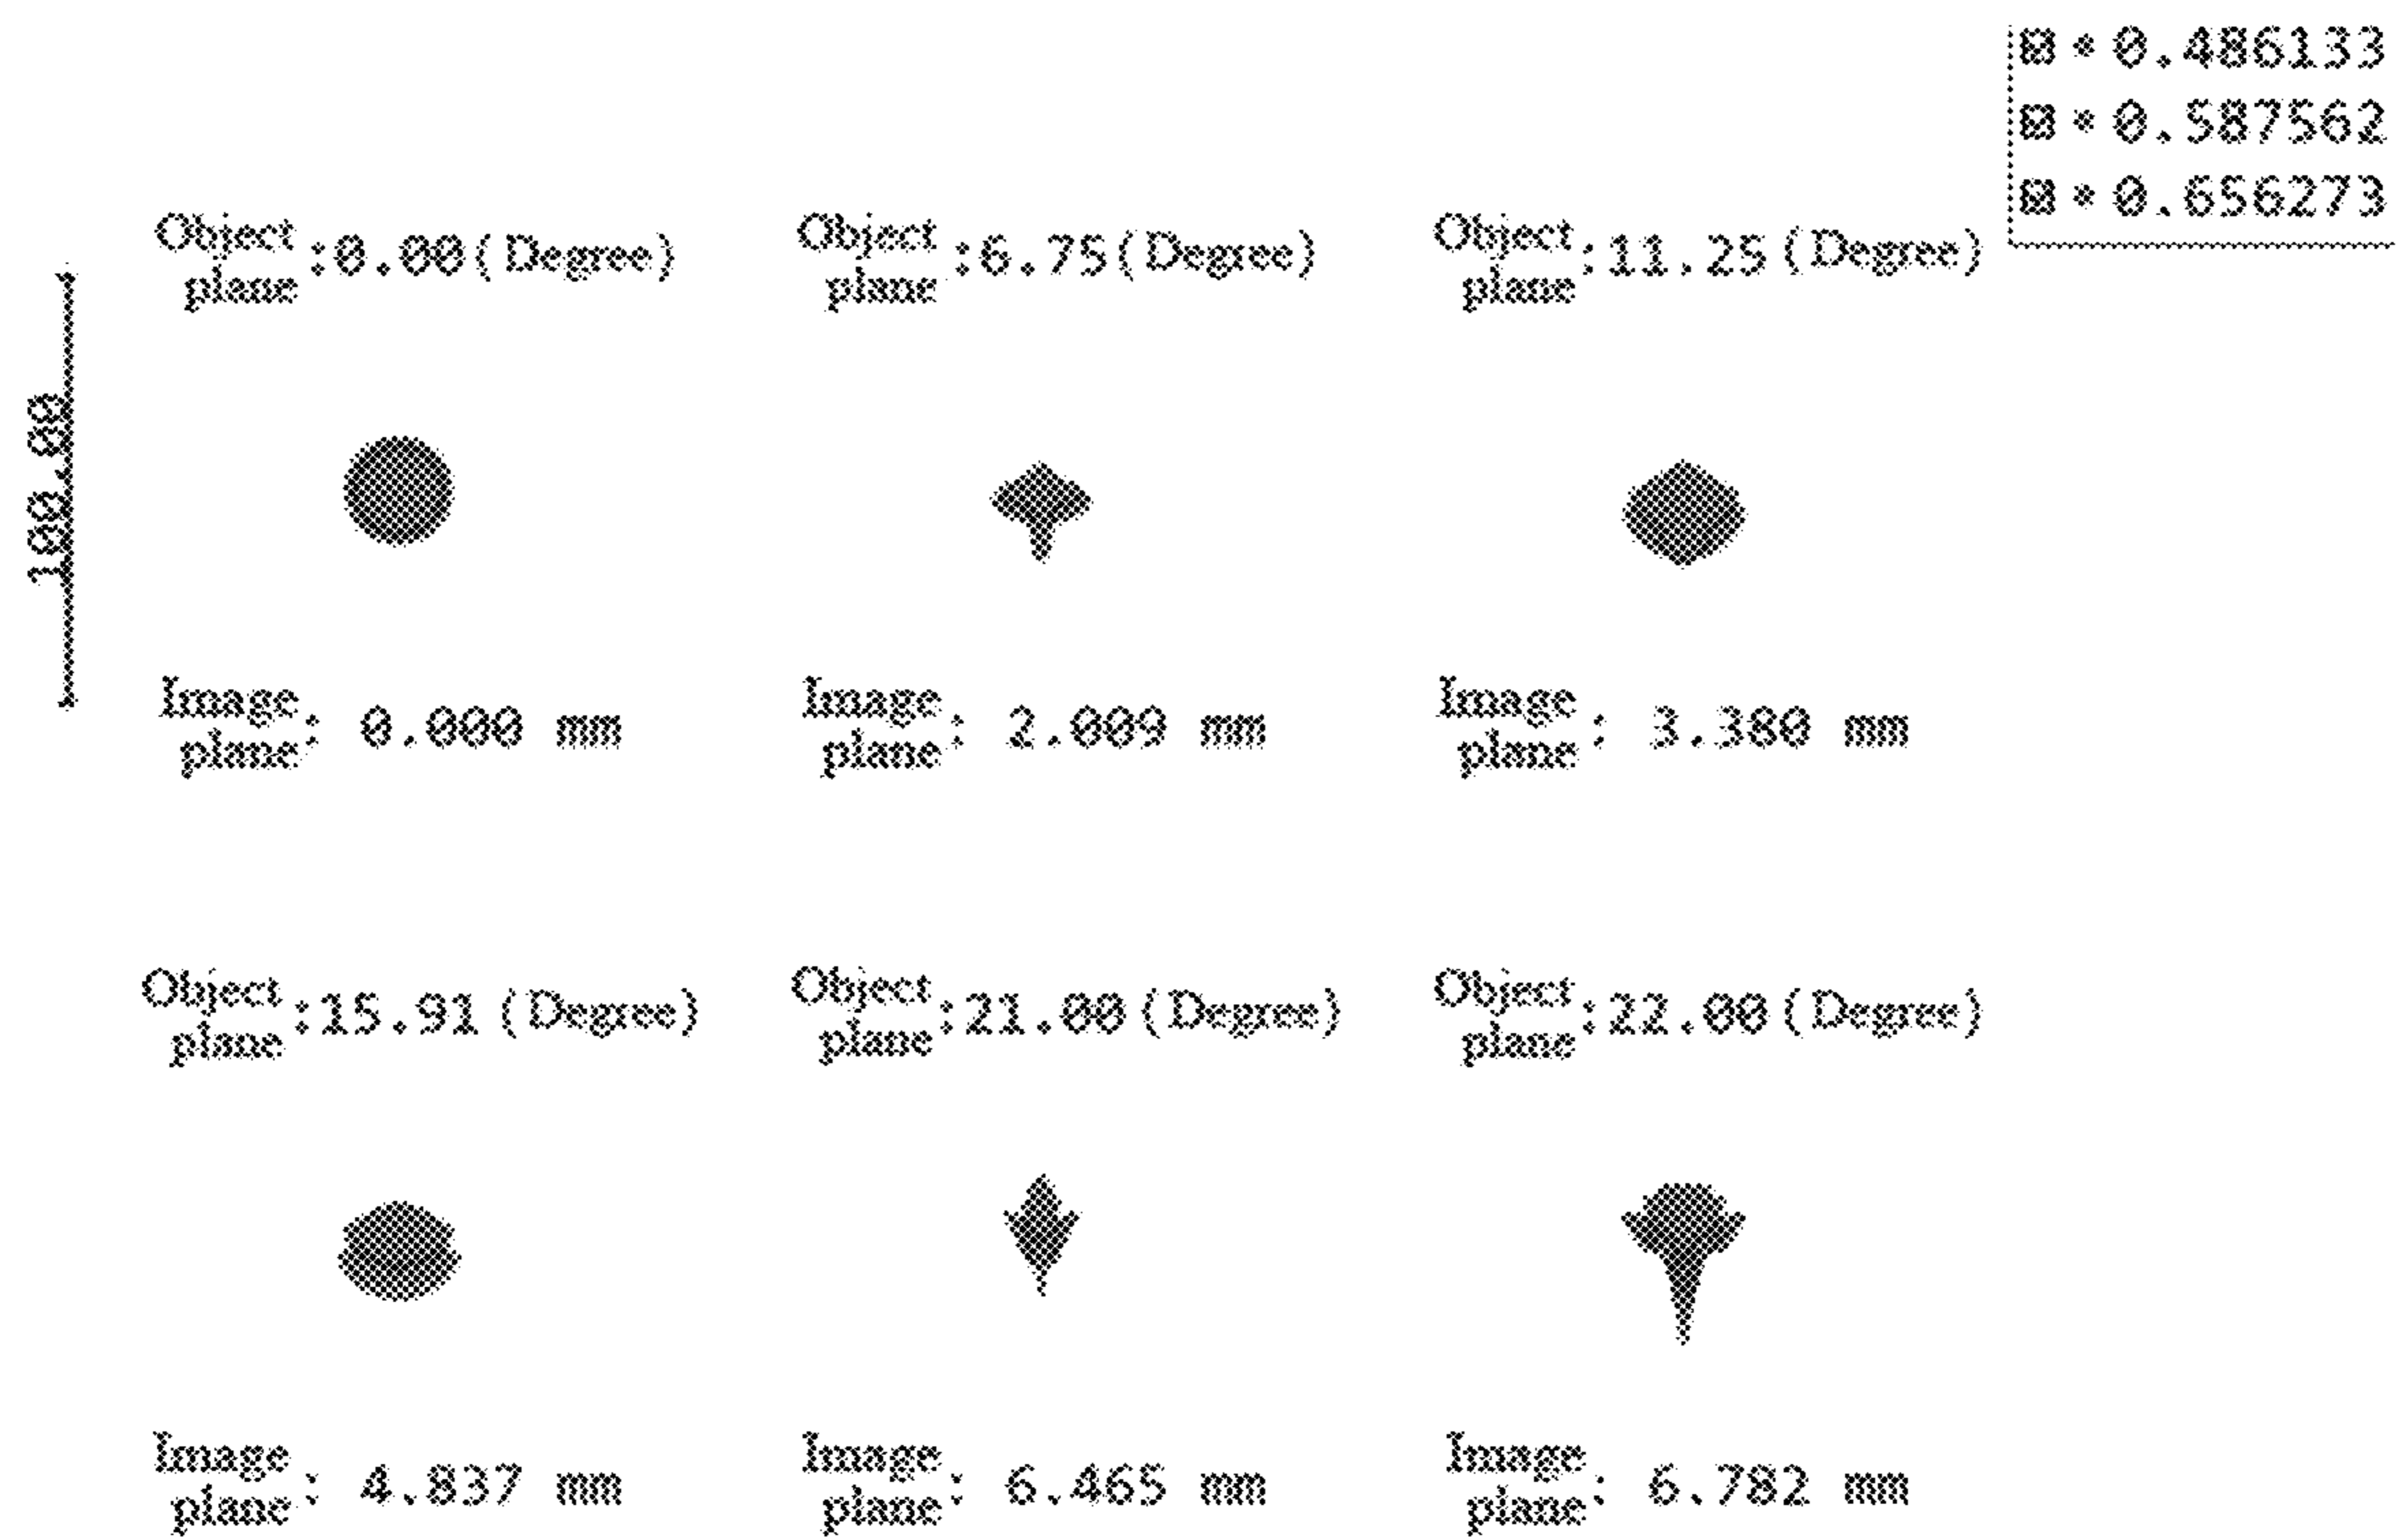 0.486133
0.587562
0.656273
100.00
Object plane :0.00(Degree)
Object plane :6.75(Degree)
Object plane :11.25(Degree)
Image plane : 0.000 mm
Image plane : 2.009 mm
Image plane : 3.380 mm
Object plane :15.91(Degree)
Object plane :21.00(Degree)
Object plane :22.00(Degree)
Image plane : 4.837 mm
Image plane : 6.465 mm
Image plane : 6.782 mm